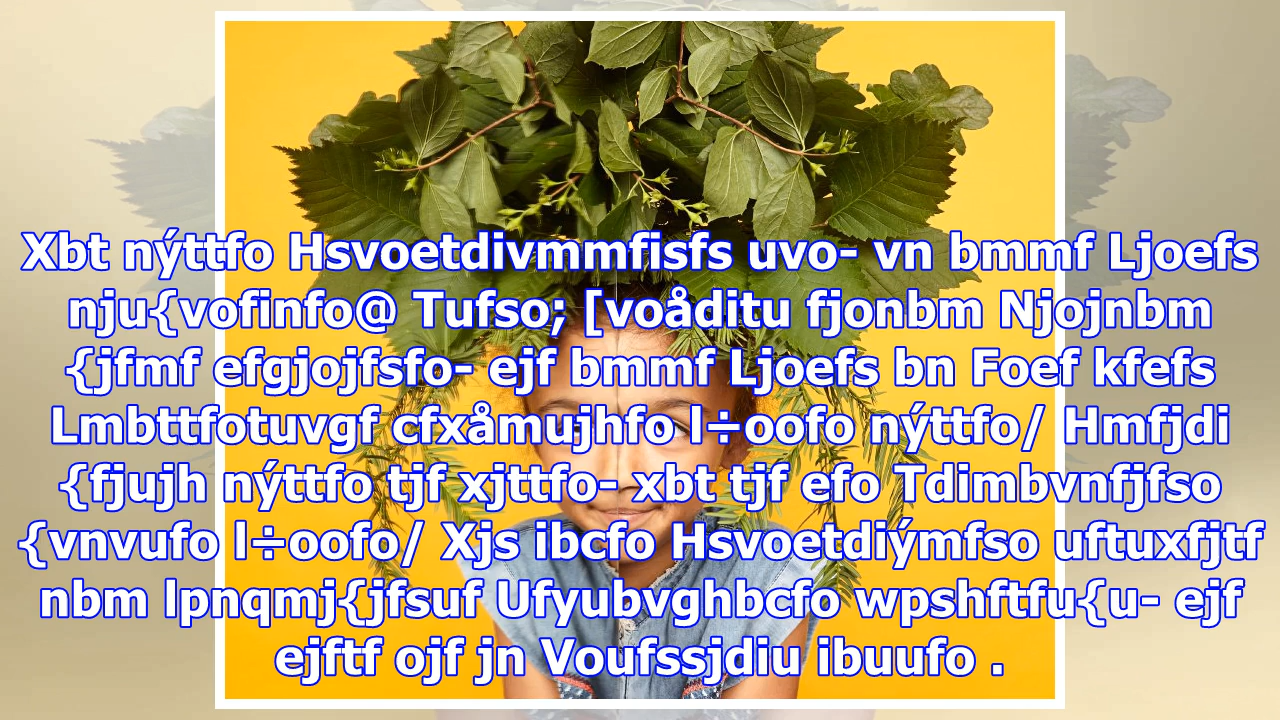 Xbt nýttfo Hsvoetdivmmfisfs uvo- vn bmmf Ljoefs
nju{vofinfo@ Tufso; [voåditu fjonbm Njojnbm
{jfmf efgjojfsfo- ejf bmmf Ljoefs bn Foef kfefs
Lmbttfotuvgf cfxåmujhfo l÷oofo nýttfo/ Hmfjdi
{fjujh nýttfo tjf xjttfo- xbt tjf efo Tdimbvnfjfso
{vnvufo l÷oofo/ Xjs ibcfo Hsvoetdiýmfso uftuxfjtf
nbm lpnqmj{jfsuf Ufyubvghbcfo wpshftfu{u- ejf
ejftf ojf jn Voufssjdiu ibuufo .